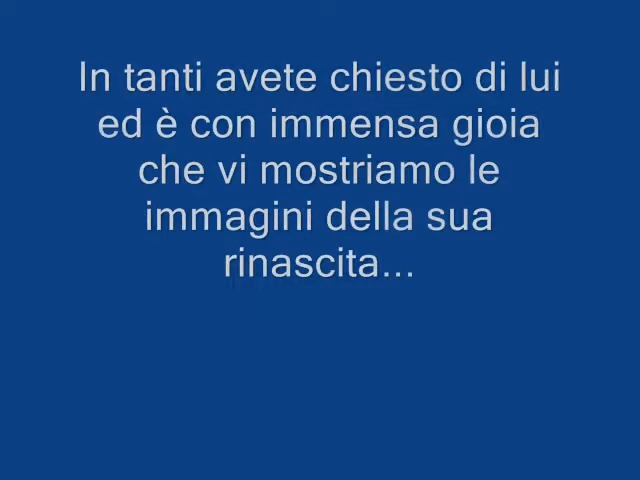 In tanti avete chiesto di lui
ed è con immensa gioia
che vi mostriamo le
immagini della sua
rinascita...